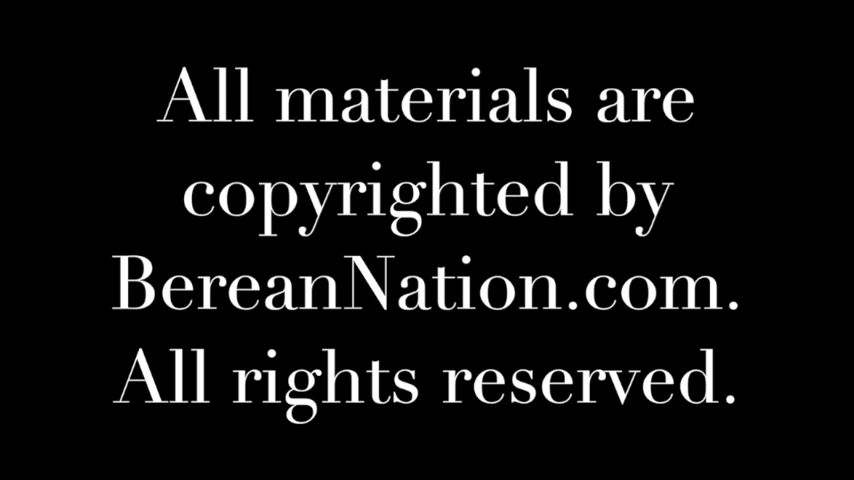 All materials are
copyrighted by
BereanNation.com.
All rights reserved.